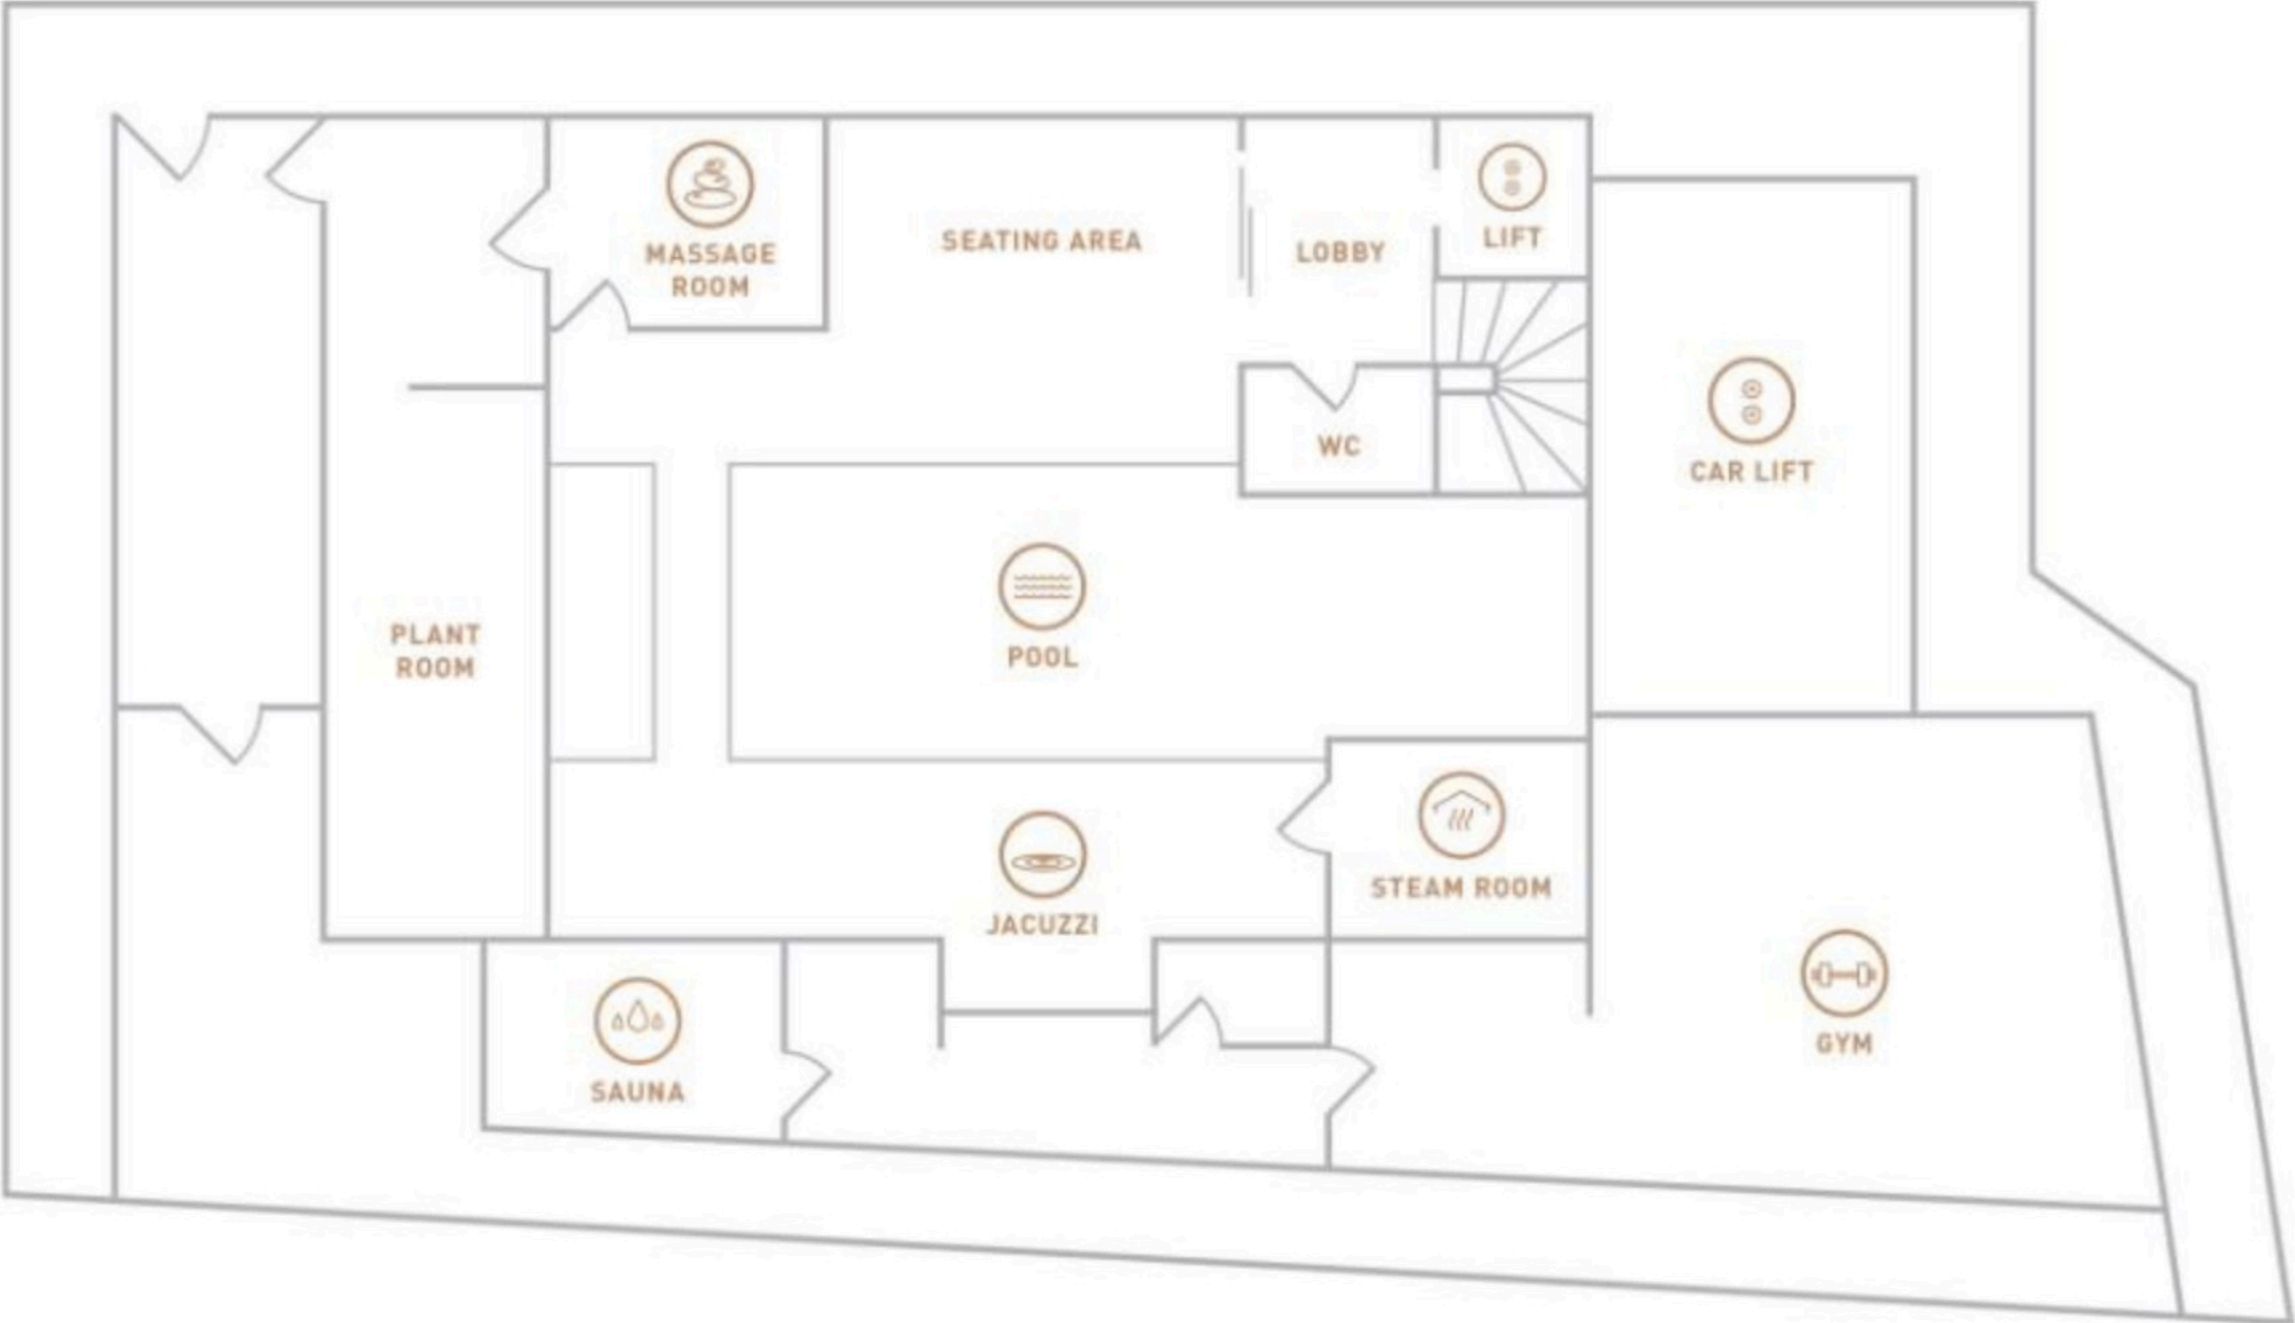 MASSAGE
ROOM
SEATING AREA
LOBBY
LIFT
CAR LIFT
WC
PLANT
ROOM
POOL
STEAM ROOM
JACUZZI
GYM
SAUNA